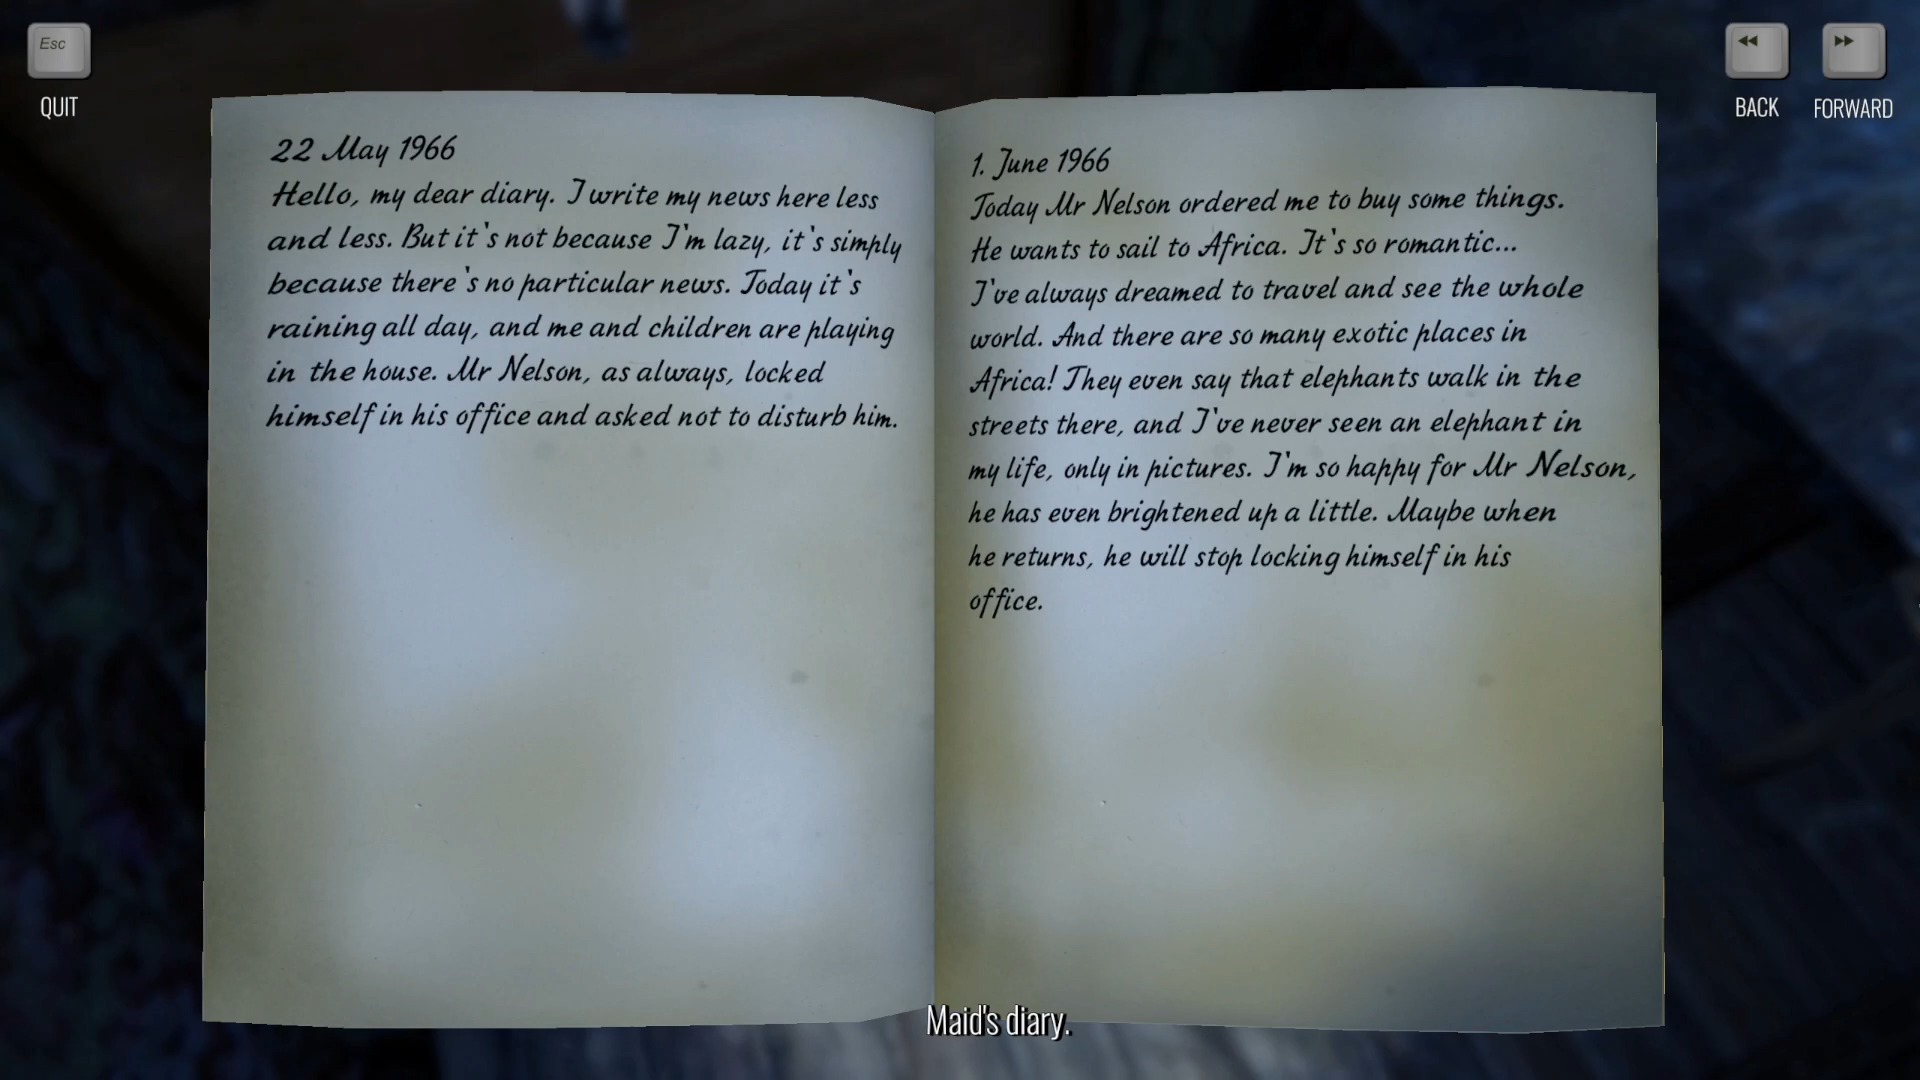 Esc
QUIT
BACK
FORWARD
22 May 1966
Hello, my dear diary. I write my news here less
and less. But it's not because I'm lazy, it's simply
because there's no particular news. Today it's
raining all day, and me and children are playing
in the house. Mr Nelson, as always, locked
himself in his office and asked not to disturb him.
1. June 1966
Today Mr Nelson ordered me to buy some things.
He wants to sail to Africa. It's so romantic...
I've always dreamed to travel and see the whole
world. And there are so many exotic places in
Africa! They even say that elephants walk in the
streets there, and I've never seen an elephant in
my life, only in pictures. I'm so happy for Mr Nelson,
he has even brightened up a little. Maybe when
he returns, he will stop locking himself in his
office.
Maid's diary.